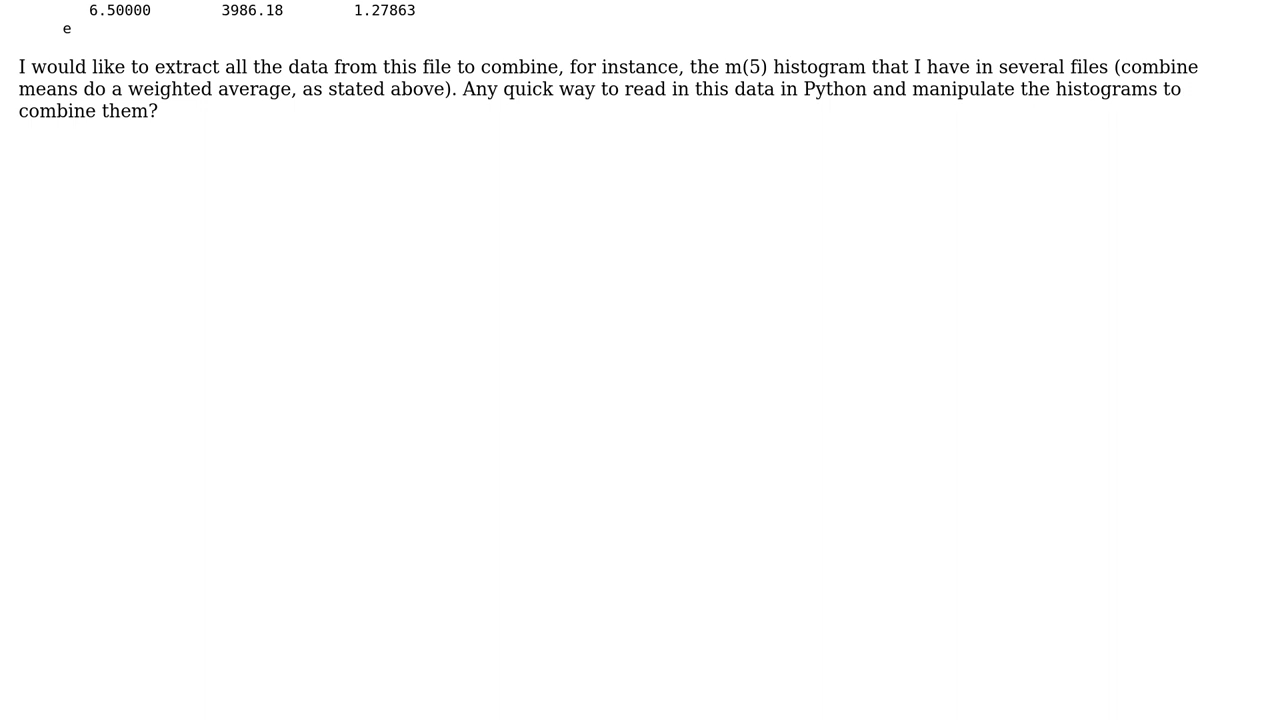 6.50000 3986.18 1.27863
e
I would like to extract all the data from this file to combine, for instance, the m(5) histogram that I have in several files (combine
means do a weighted average, as stated above). Any quick way to read in this data in Python and manipulate the histograms to
combine them?